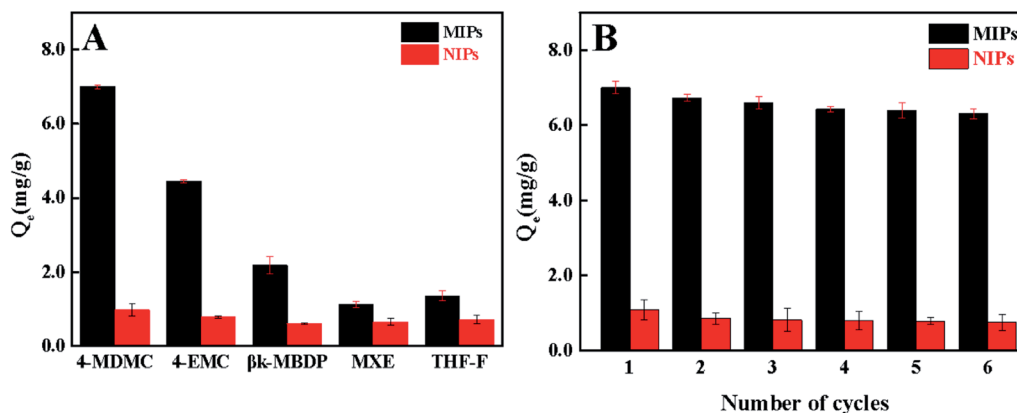 A
MIPs
NIPs
8.0
6.0
4.0
2.0
0.0
Qe(mg/g)
4-MDMC 4-EMC βk-MBDP MXE THF-F
B
MIPs
NIPs
8.0
6.0
4.0
2.0
0.0
Qe(mg/g)
1 2 3 4 5 6
Number of cycles